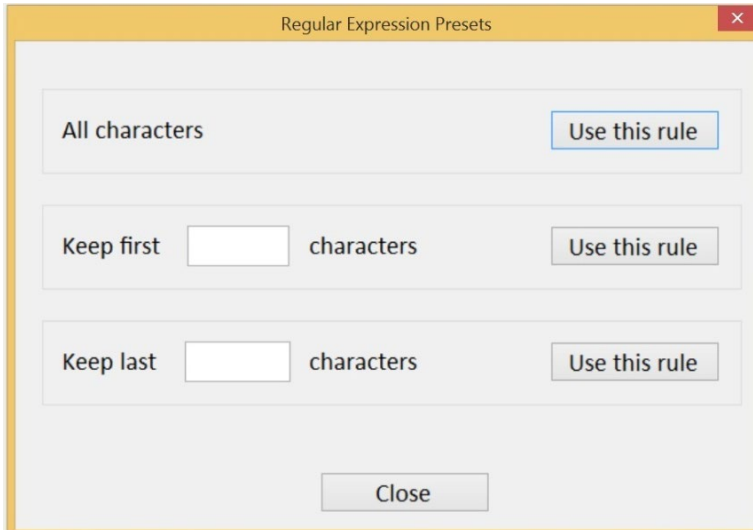 Regular Expression Presets
All characters Use this rule
Keep first characters Use this rule
Keep last characters Use this rule
Close